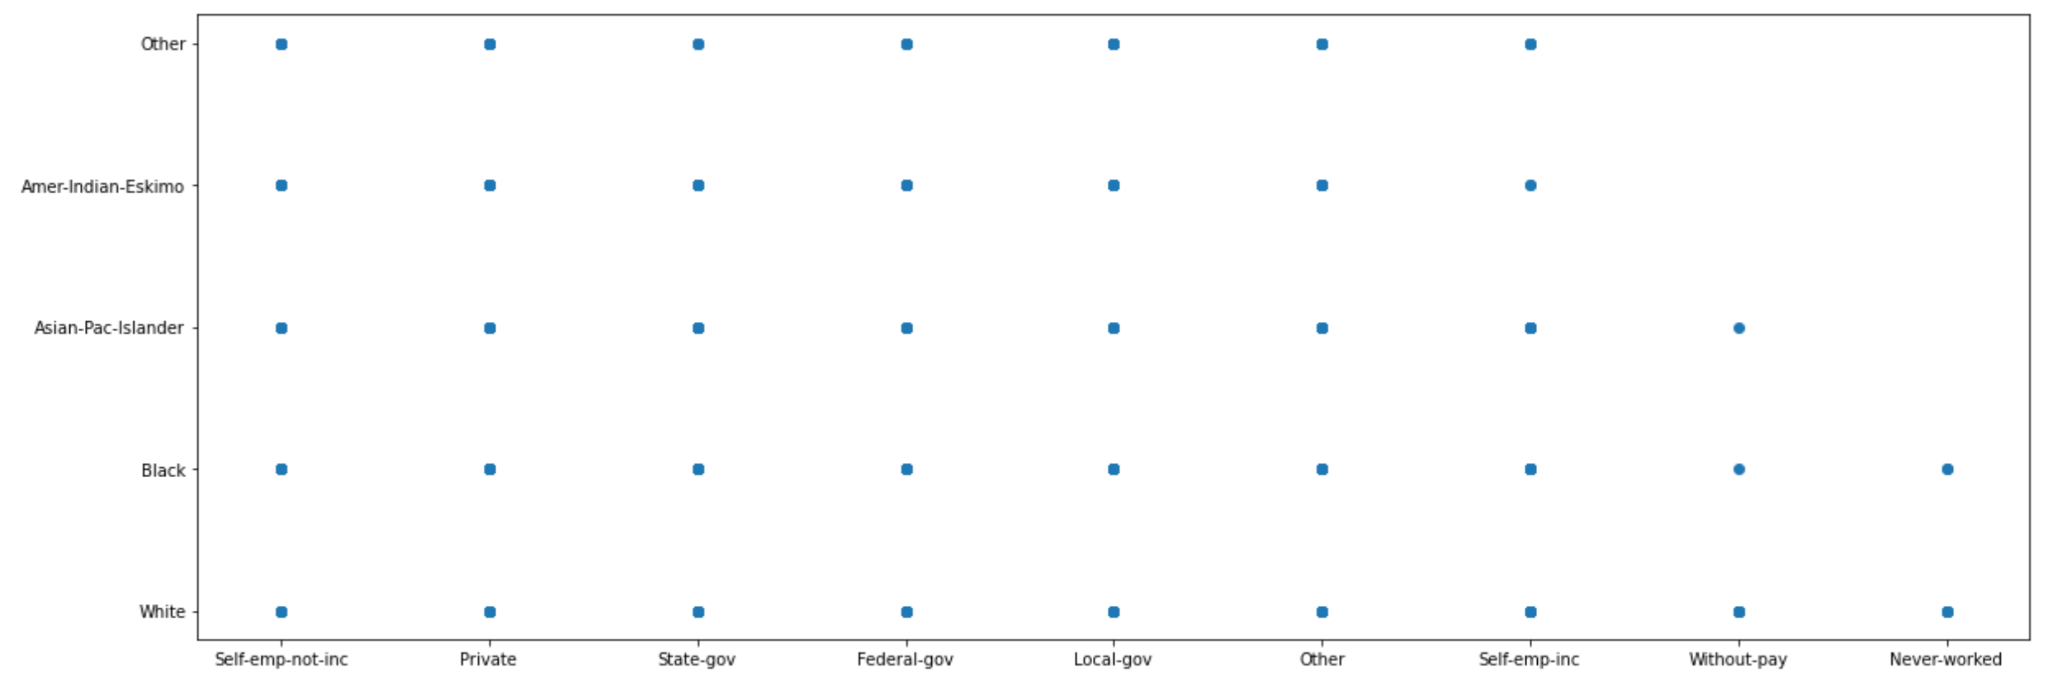 Other
Amer-Indian-Eskimo
Asian-Pac-Islander
Black
White
Self-emp-not-inc Private State-gov Federal-gov Local-gov Other Self-emp-inc Without-pay Never-worked